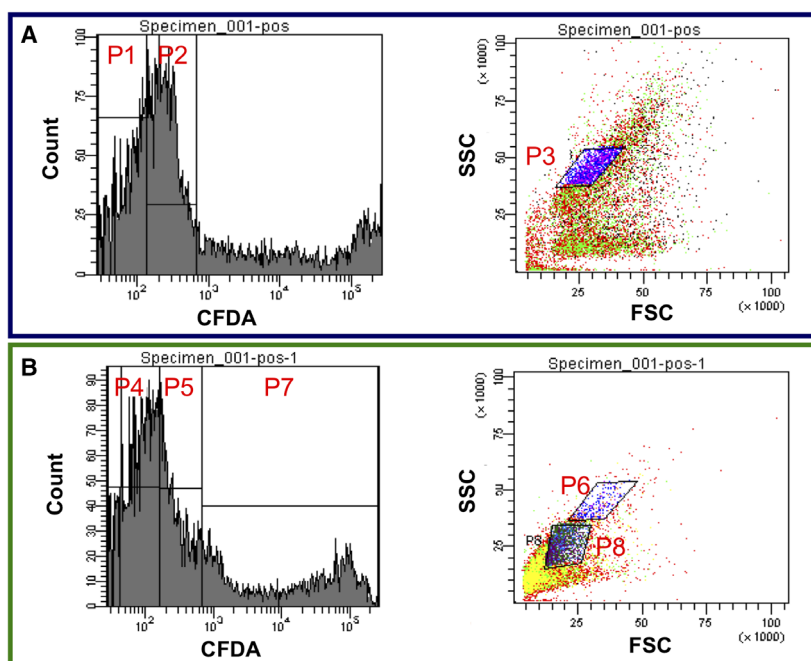 A
Specimen_001-pos
P1 P2
Count
100
75
50
25
0
10² 10³ 10⁴ 10⁵
CFDA
Specimen_001-pos
(× 1000)
SSC
100
75
50
25
P3
25 50 75 100
(× 1000)
FSC
B
Specimen_001-pos-1
P4 P5 P7
Count
90
80
70
60
50
40
30
20
10
0
10² 10³ 10⁴ 10⁵
CFDA
Specimen_001-pos-1
(× 1000)
SSC
100
75
50
25
P6
P8
P8
25 50 75 100
(× 1000)
FSC